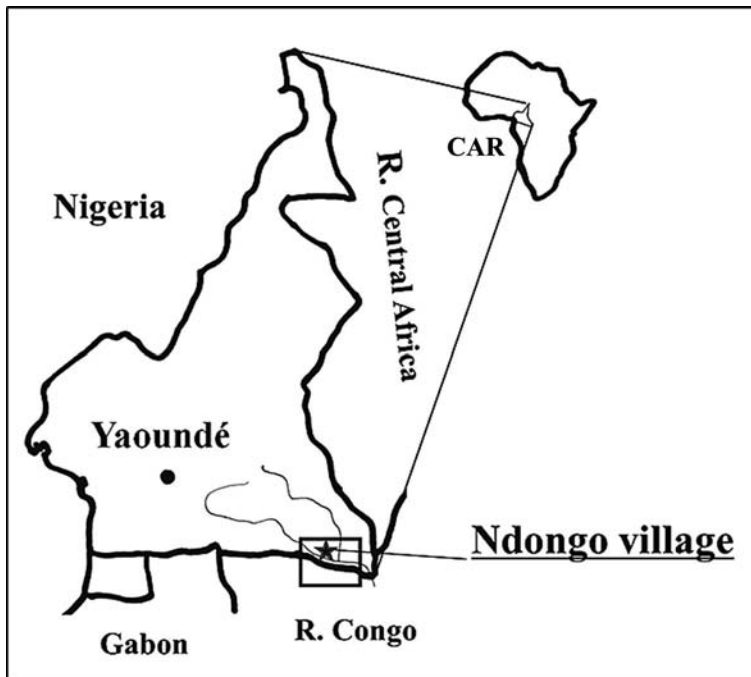 CAR
Nigeria
R. Central Africa
Yaoundé
Ndongo village
R. Congo
Gabon